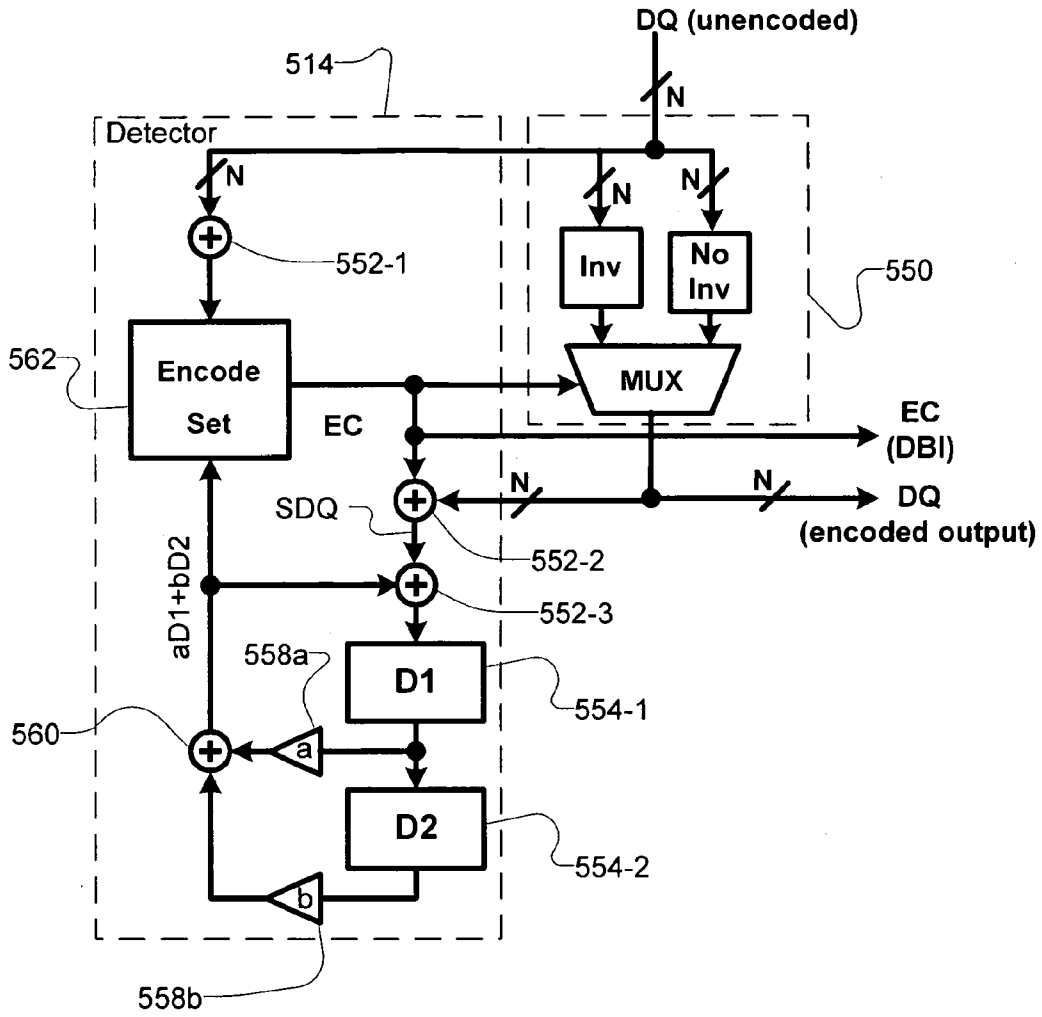 DQ (unencoded)
514
N
Detector
N
N
N
552-1
Inv
No
Inv
550
562
Encode
Set
MUX
EC
EC
(DBI)
N
N
SDQ
DQ
(encoded output)
552-2
aD1+bD2
552-3
558a
D1
554-1
560
a
D2
554-2
b
558b